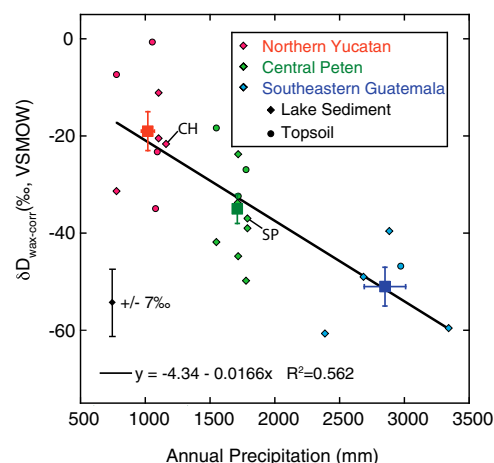 0
-20
-40
-60
δD wax-corr (‰, VSMOW)
Northern Yucatan
Central Peten
Southeastern Guatemala
Lake Sediment
Topsoil
CH
SP
+/- 7‰
y = -4.34 - 0.0166x R²=0.562
500 1000 1500 2000 2500 3000 3500
Annual Precipitation (mm)